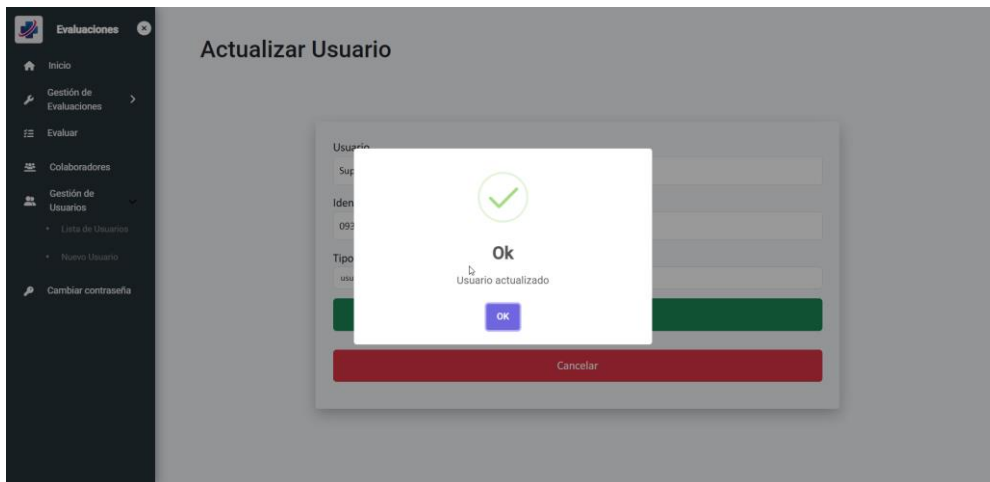 Evaluaciones
Inicio
Gestión de
Evaluaciones
Evaluar
Colaboradores
Gestión de
Usuarios
Lista de Usuarios
Nuevo Usuario
Cambiar contraseña
Actualizar Usuario
Usuario
Sup
Iden
093
Tipo
usu
Ok
Usuario actualizado
OK
Cancelar